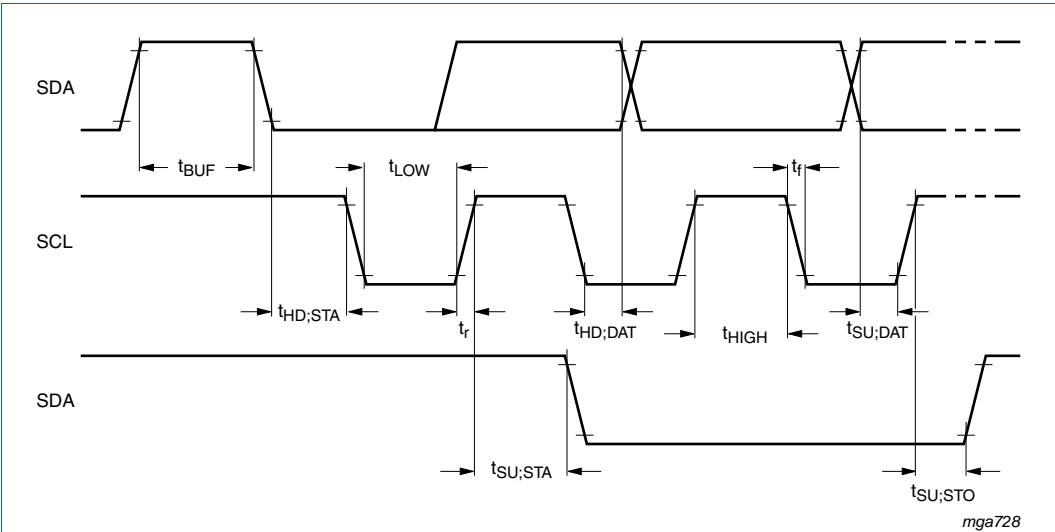 SDA
tBUF
tLOW
tf
SCL
tHD;STA
tr
tHD;DAT
tHIGH
tSU;DAT
SDA
tSU;STA
tSU;STO
mga728